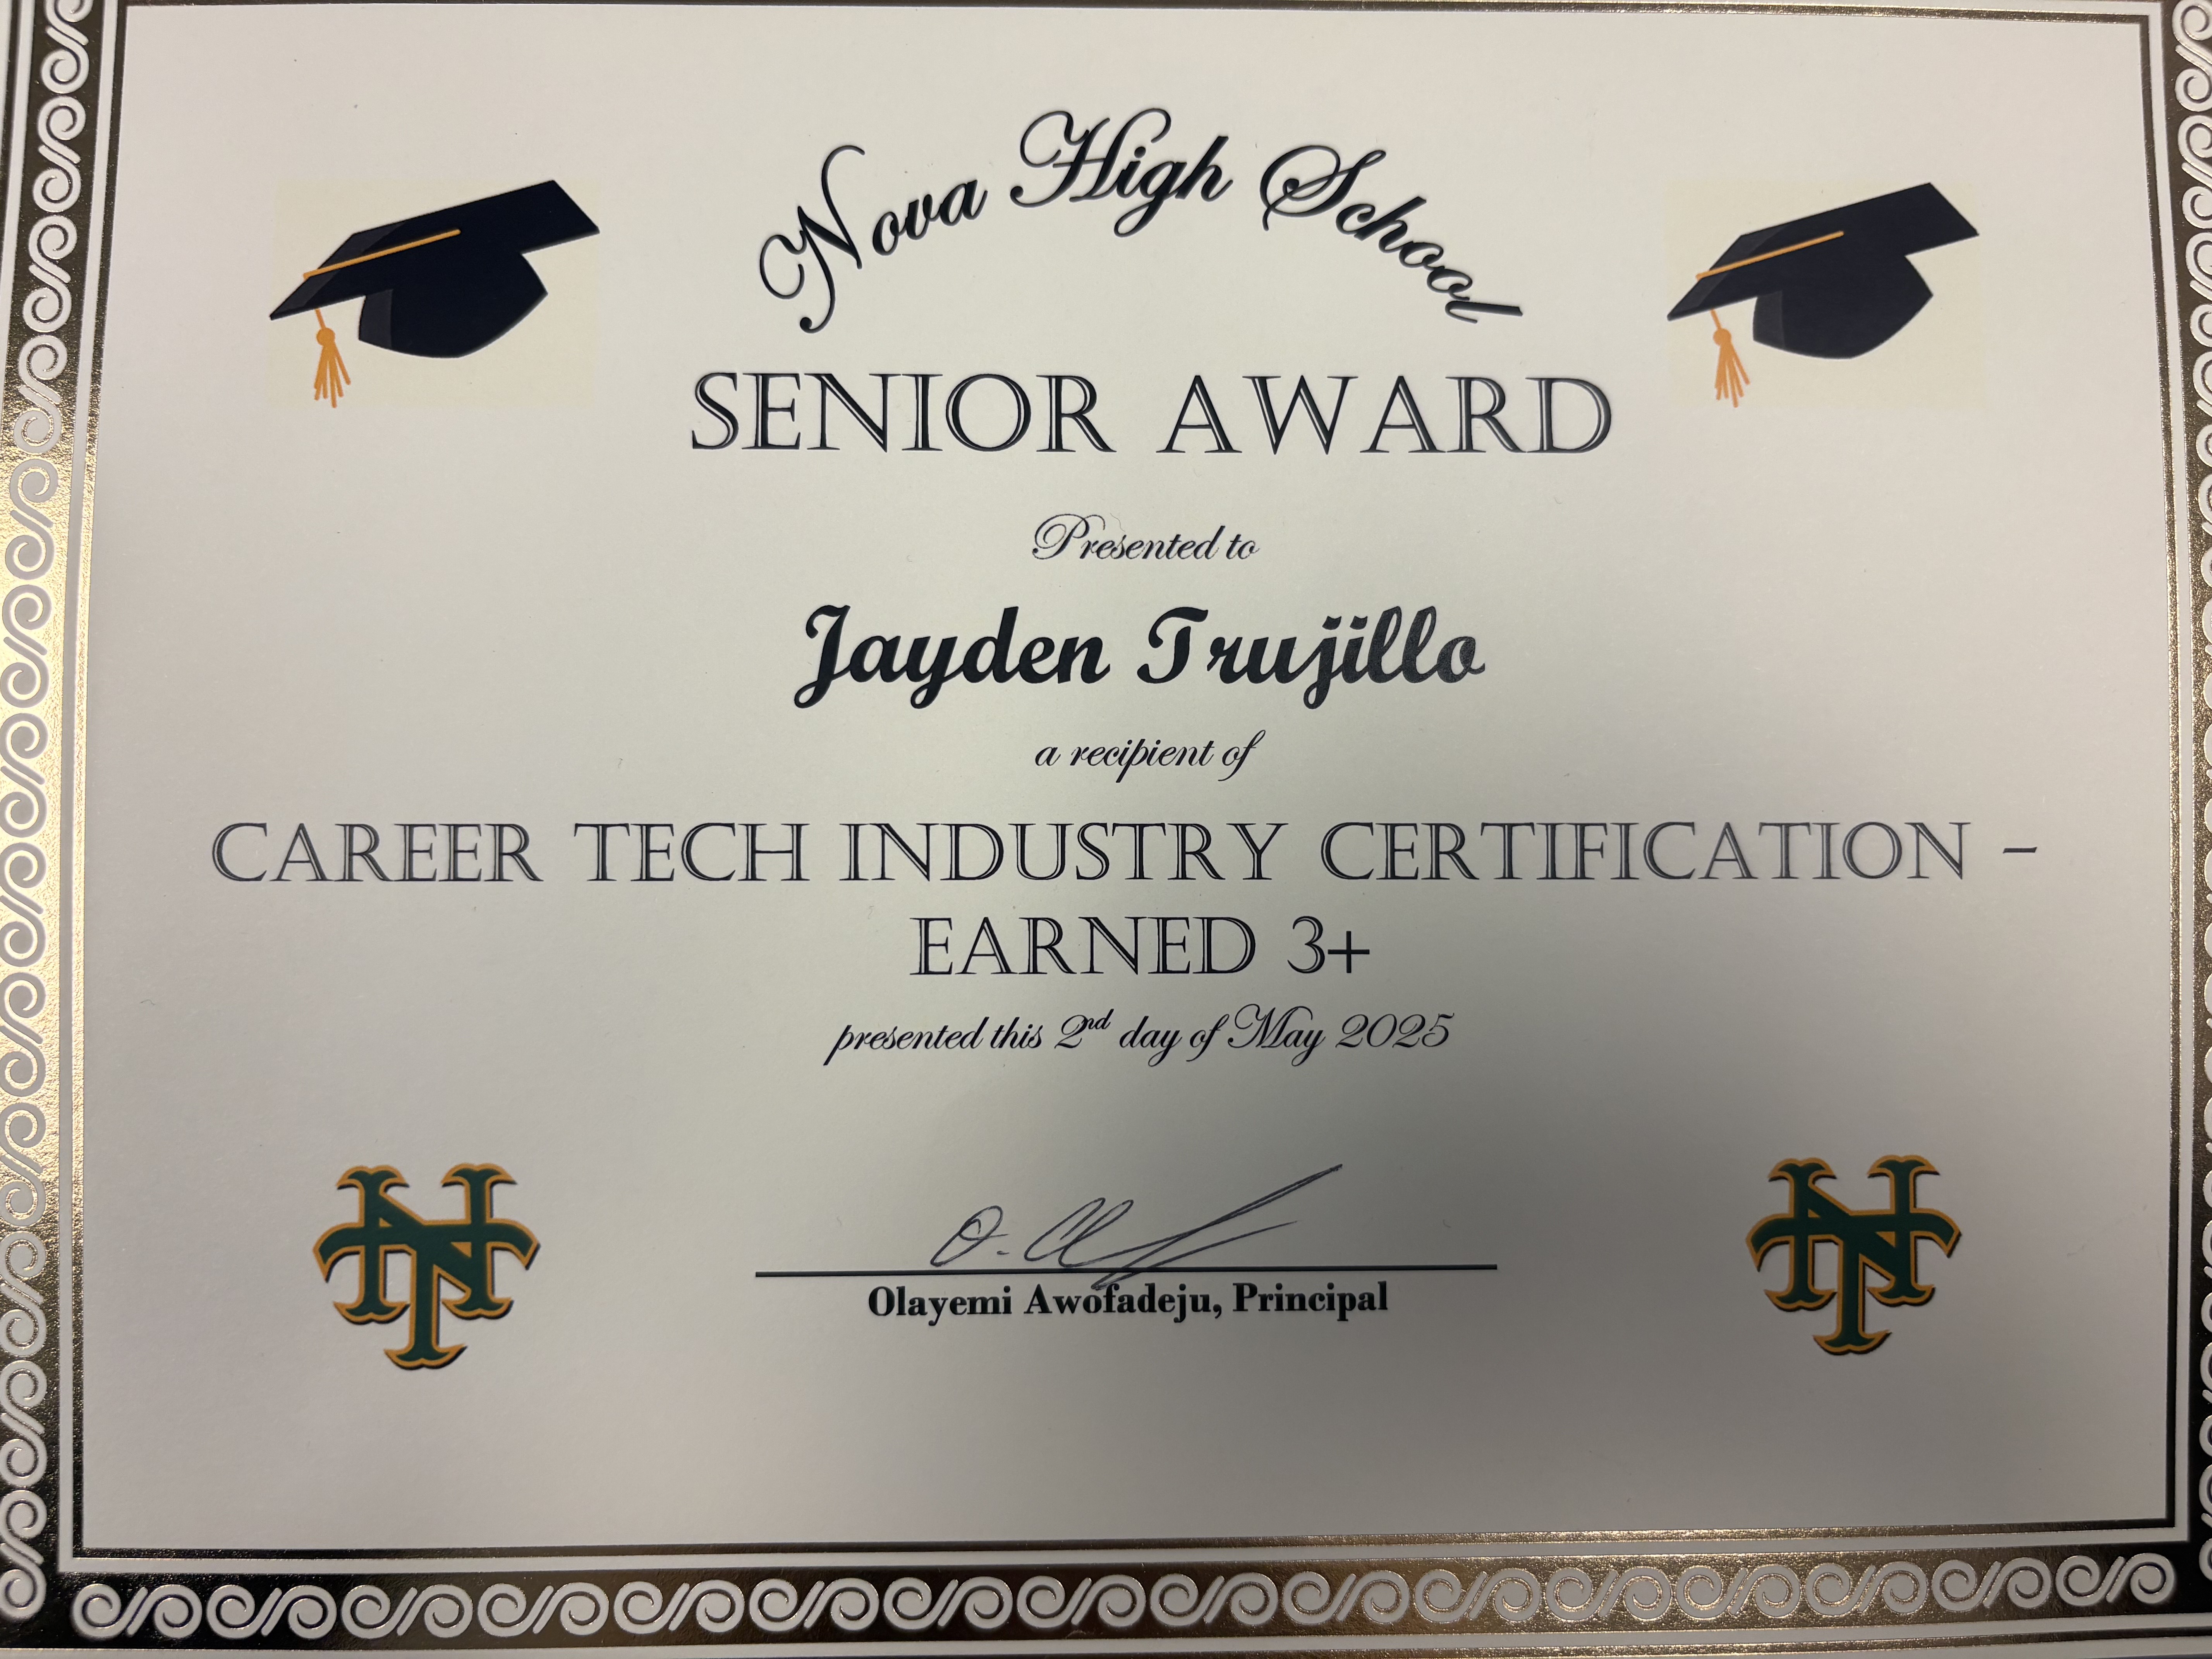 Nova High School
SENIOR AWARD
Presented to
Jayden Trujillo
a recipient of
CAREER TECH INDUSTRY CERTIFICATION –
EARNED 3+
presented this 2nd day of May 2025
Olayemi Awofadeju, Principal
N
N